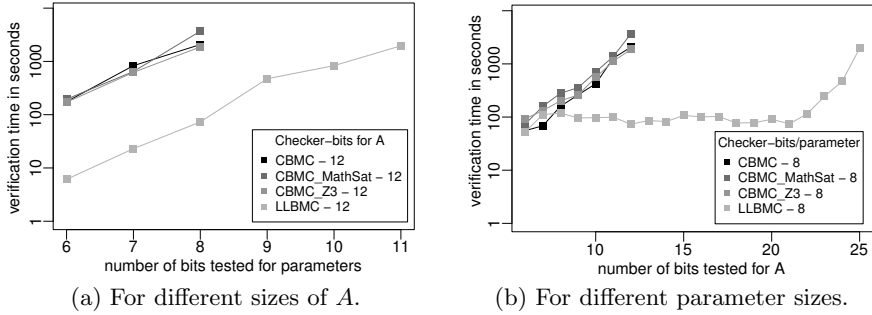 verification time in seconds
1 10 100 1000
Checker−bits for A
CBMC − 12
CBMC_MathSat − 12
CBMC_Z3 − 12
LLBMC − 12
6 7 8 9 10 11
number of bits tested for parameters
(a) For different sizes of A.
verification time in seconds
1 10 100 1000
Checker−bits/parameter
CBMC − 8
CBMC_MathSat − 8
CBMC_Z3 − 8
LLBMC − 8
10 15 20 25
number of bits tested for A
(b) For different parameter sizes.